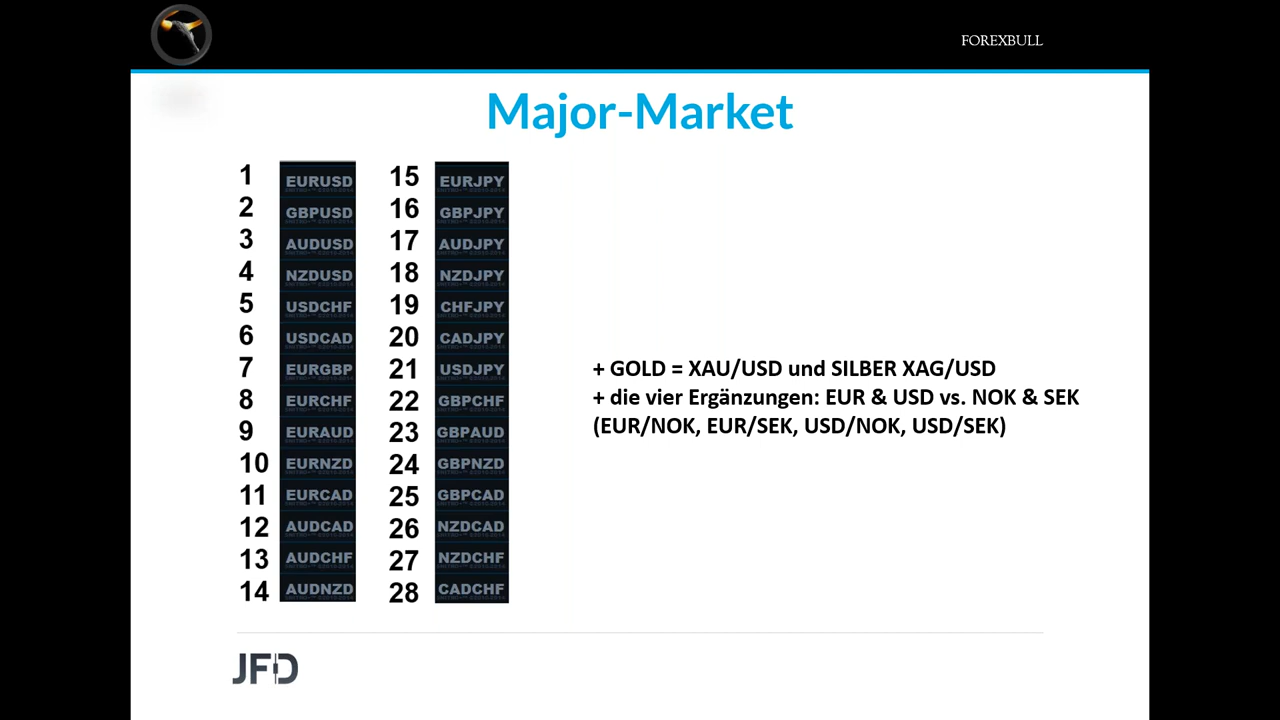 FOREXBULL
Major-Market
1 EURUSD
2 GBPUSD
3 AUDUSD
4 NZDUSD
5 USDCHF
6 USDCAD
7 EURGBP
8 EURCHF
9 EURAUD
10 EURNZD
11 EURCAD
12 AUDCAD
13 AUDCHF
14 AUDNZD
15 EURJPY
16 GBPJPY
17 AUDJPY
18 NZDJPY
19 CHFJPY
20 CADJPY
21 USDJPY
22 GBPCHF
23 GBPAUD
24 GBPNZD
25 GBPCAD
26 NZDCAD
27 NZDCHF
28 CADCHF
+ GOLD = XAU/USD und SILBER XAG/USD
+ die vier Ergänzungen: EUR & USD vs. NOK & SEK
(EUR/NOK, EUR/SEK, USD/NOK, USD/SEK)
JFD